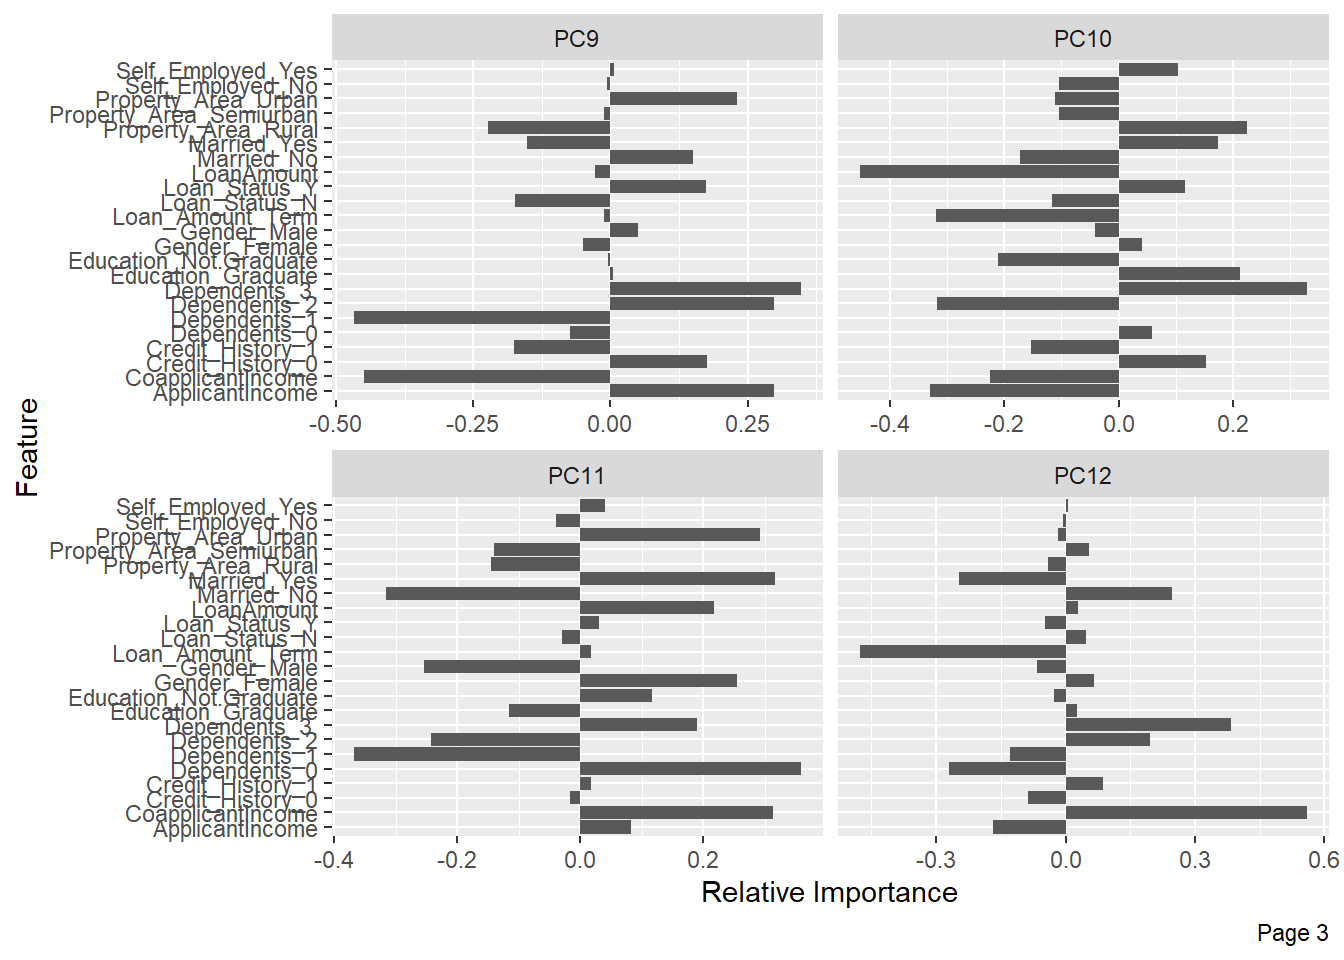 PC9
PC10
Self_Employed_Yes
Self_Employed_No
Property_Area_Urban
Property_Area_Semiurban
Property_Area_Rural
Married_Yes
Married_No
LoanAmount
Loan_Status_Y
Loan_Status_N
Loan_Amount_Term
Gender_Male
Gender_Female
Education_Not.Graduate
Education_Graduate
Dependents_3.
Dependents_2
Dependents_1
Dependents_0
Credit_History_1
Credit_History_0
CoapplicantIncome
ApplicantIncome
-0.50 -0.25 0.00 0.25
-0.4 -0.2 0.0 0.2
Feature
PC11
PC12
Self_Employed_Yes
Self_Employed_No
Property_Area_Urban
Property_Area_Semiurban
Property_Area_Rural
Married_Yes
Married_No
LoanAmount
Loan_Status_Y
Loan_Status_N
Loan_Amount_Term
Gender_Male
Gender_Female
Education_Not.Graduate
Education_Graduate
Dependents_3.
Dependents_2
Dependents_1
Dependents_0
Credit_History_1
Credit_History_0
CoapplicantIncome
ApplicantIncome
-0.4 -0.2 0.0 0.2
-0.3 0.0 0.3 0.6
Relative Importance
Page 3